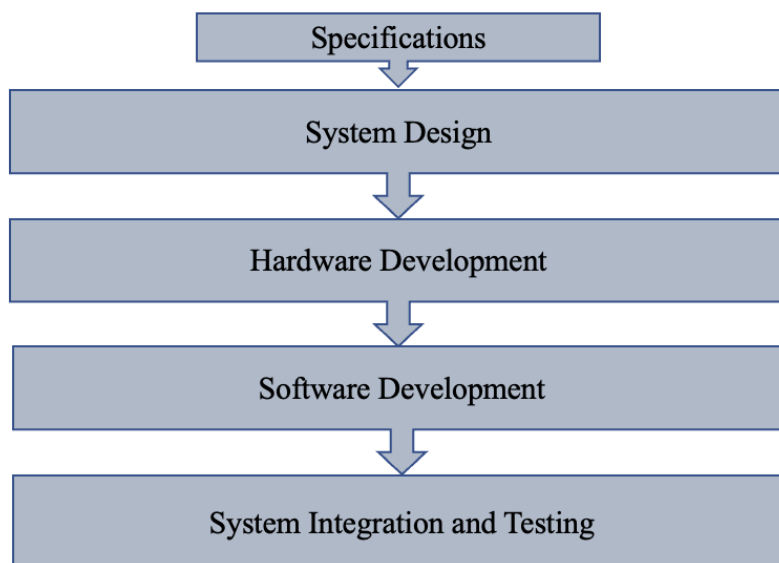 Specifications
System Design
Hardware Development
Software Development
System Integration and Testing